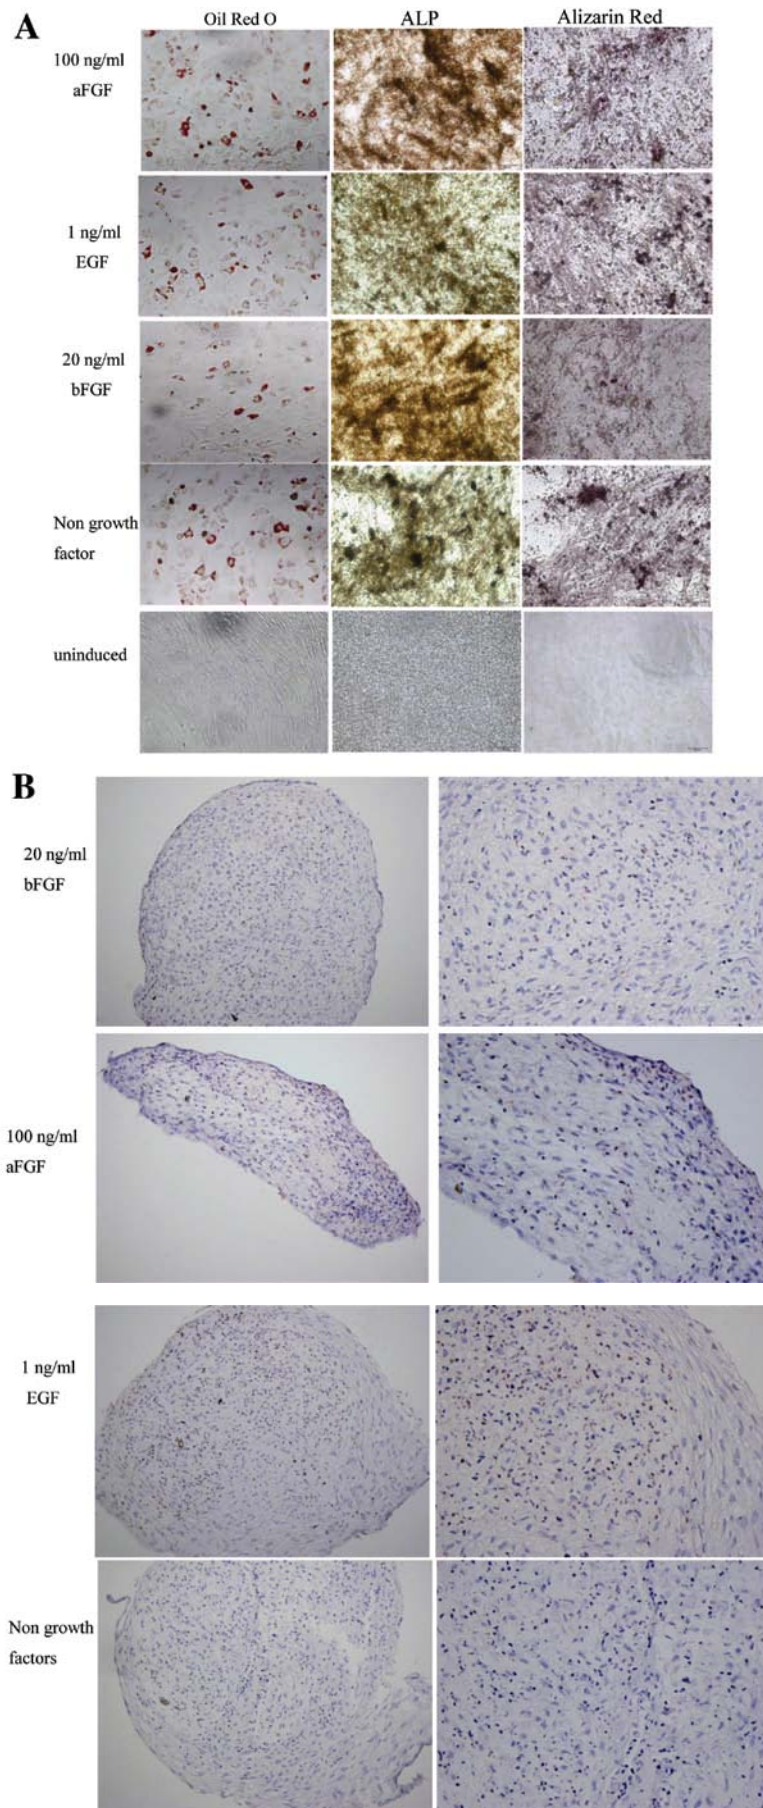 A
Oil Red O
ALP
Alizarin Red
100 ng/ml
aFGF
1 ng/ml
EGF
20 ng/ml
bFGF
Non growth
factor
uninduced
B
20 ng/ml
bFGF
100 ng/ml
aFGF
1 ng/ml
EGF
Non growth
factors